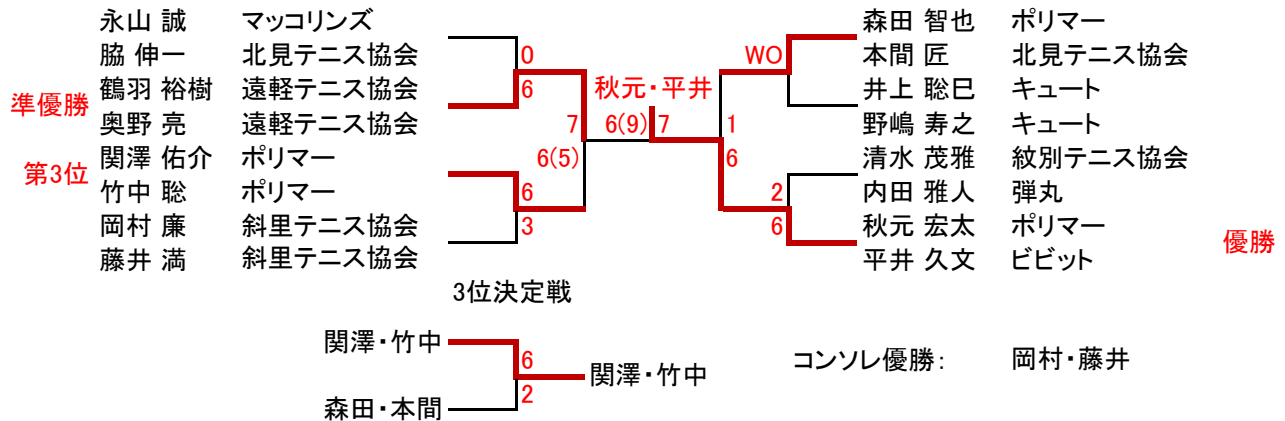 永山 誠 マッコリンズ
脇 伸一 北見テニス協会
鶴羽 裕樹 遠軽テニス協会
準優勝
奥野 亮 遠軽テニス協会
関澤 佑介 ポリマー
第3位
竹中 聡 ポリマー
岡村 廉 斜里テニス協会
藤井 満 斜里テニス協会
0
6
7
6(5)
6
3
秋元・平井
6(9) 7
森田 智也 ポリマー
WO
本間 匠 北見テニス協会
井上 聡巳 キュート
野嶋 寿之 キュート
清水 茂雅 紋別テニス協会
内田 雅人 弾丸
秋元 宏太 ポリマー
平井 久文 ビビット
優勝
1
6
2
6
3位決定戦
関澤・竹中
6
2
関澤・竹中
森田・本間
コンソレ優勝: 岡村・藤井